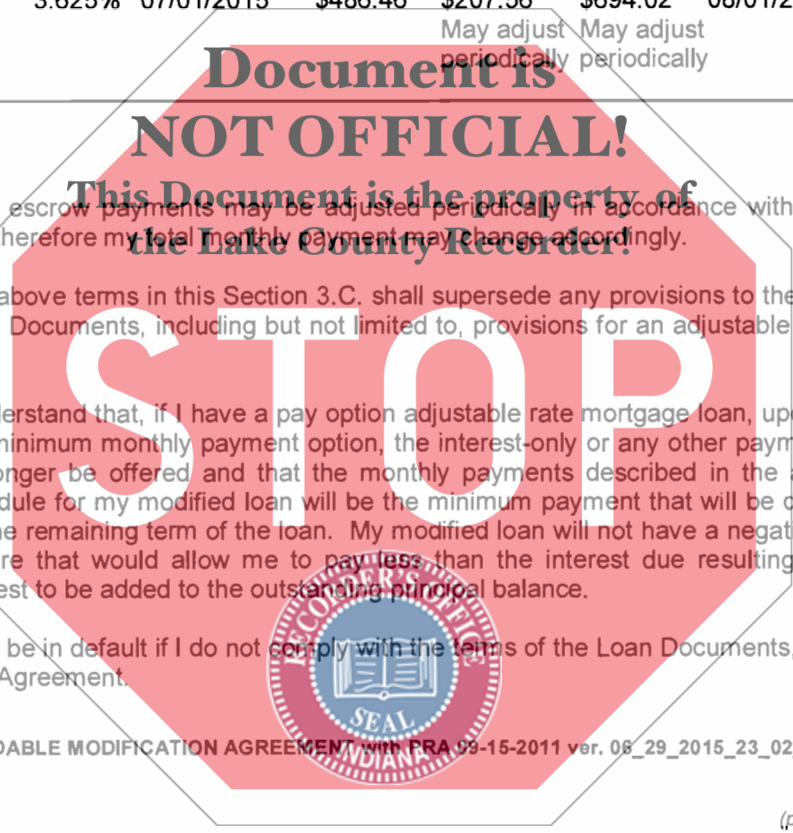 3.625% 07/01/2015 $486.46 $207.56 $694.02
May adjust May adjust
periodically periodically
Document is
NOT OFFICIAL!
This Document is the property of
the Lake County Recorder!
escrow payments may be adjusted periodically in accordance with
herefore my total monthly payment may change accordingly.
above terms in this Section 3.C. shall supersede any provisions to the
Documents, including but not limited to, provisions for an adjustable
STOP
derstand that, if I have a pay option adjustable rate mortgage loan, upo
minimum monthly payment option, the interest-only or any other paym
onger be offered and that the monthly payments described in the a
dule for my modified loan will be the minimum payment that will be d
e remaining term of the loan. My modified loan will not have a negati
re that would allow me to pay less than the interest due resulting
est to be added to the outstanding principal balance.
be in default if I do not comply with the terms of the Loan Documents,
Agreement.
RECORDER'S OFFICE
SEAL
INDIANA
DABLE MODIFICATION AGREEMENT with PRA 09-15-2011 ver. 06_29_2015_23_02_